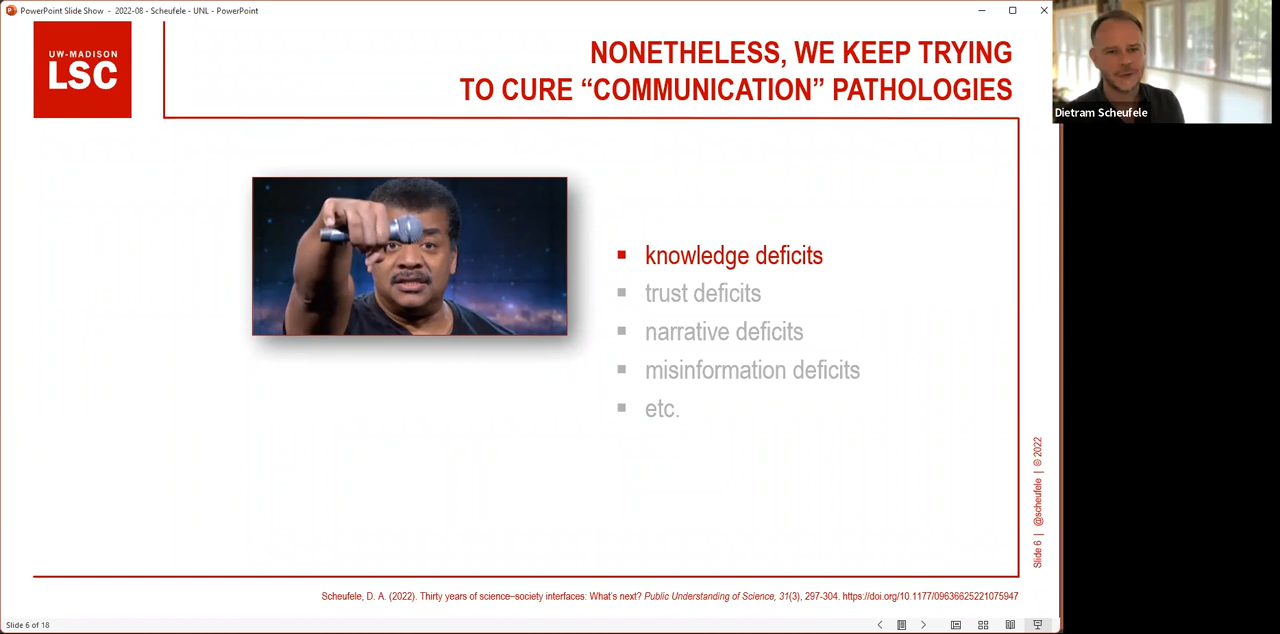 PowerPoint Slide Show - 2022-08 - Scheufele - UNL - PowerPoint
UW-MADISON
LSC
NONETHELESS, WE KEEP TRYING
TO CURE “COMMUNICATION” PATHOLOGIES
Dietram Scheufele
knowledge deficits
trust deficits
narrative deficits
misinformation deficits
etc.
Slide 6 | @scheufele | © 2022
Scheufele, D. A. (2022). Thirty years of science–society interfaces: What's next? Public Understanding of Science, 31(3), 297-304. https://doi.org/10.1177/09636625221075947
Slide 6 of 18